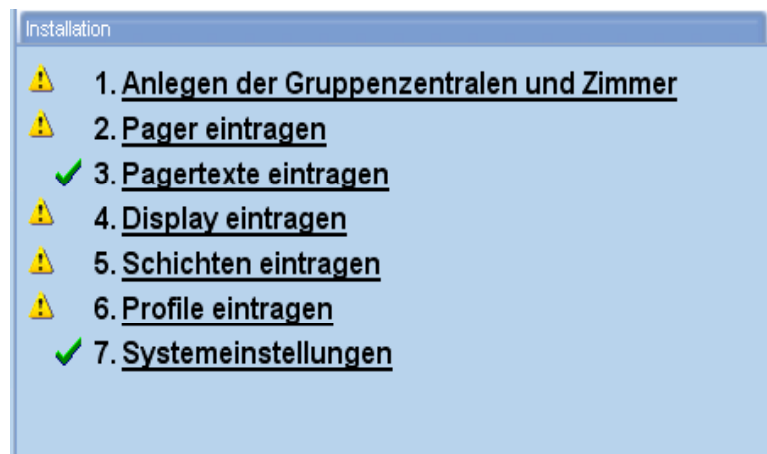 Installation
1. Anlegen der Gruppenzentralen und Zimmer
2. Pager eintragen
3. Pagertexte eintragen
4. Display eintragen
5. Schichten eintragen
6. Profile eintragen
7. Systemeinstellungen